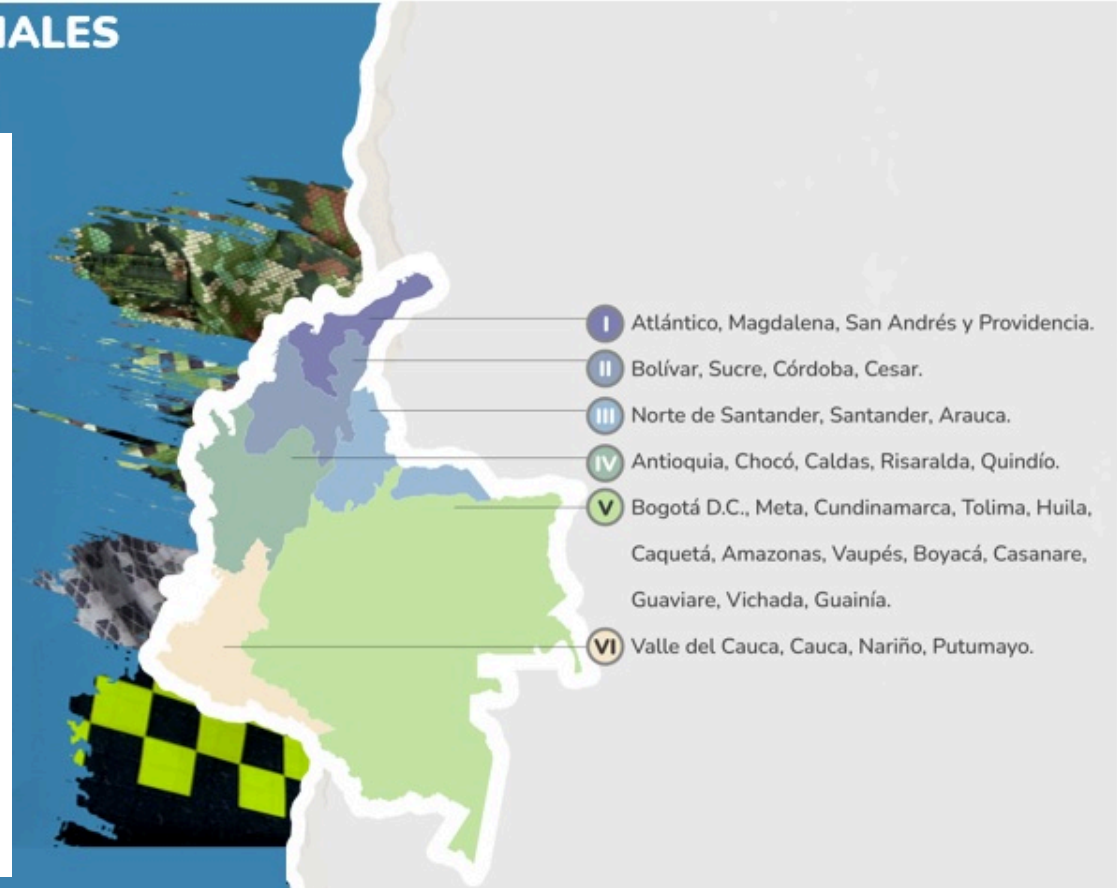 IALES
I Atlántico, Magdalena, San Andrés y Providencia.
II Bolívar, Sucre, Córdoba, Cesar.
III Norte de Santander, Santander, Arauca.
IV Antioquia, Chocó, Caldas, Risaralda, Quindío.
V Bogotá D.C., Meta, Cundinamarca, Tolima, Huila,
Caquetá, Amazonas, Vaupés, Boyacá, Casanare,
Guaviare, Vichada, Guainía.
VI Valle del Cauca, Cauca, Nariño, Putumayo.